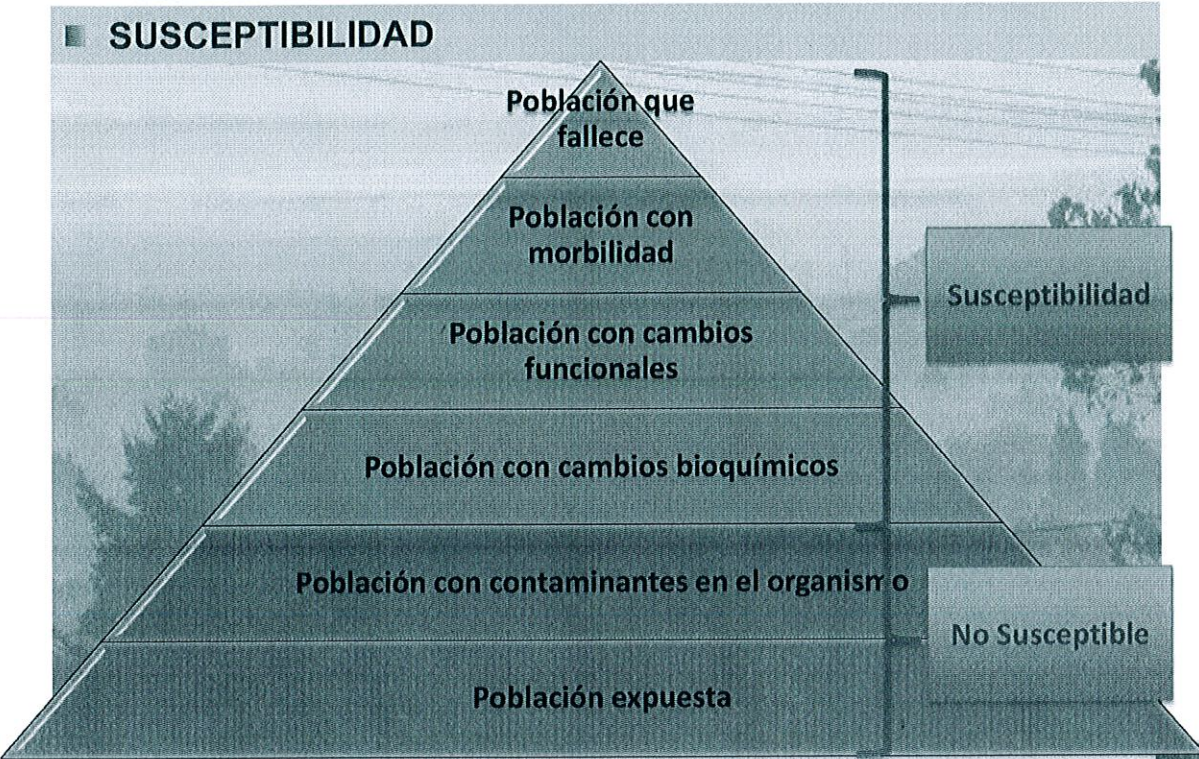 SUSCEPTIBILIDAD
Población que
fallece
Población con
morbilidad
Población con cambios
funcionales
Población con cambios bioquímicos
Población con contaminantes en el organismo
Población expuesta
Susceptibilidad
No Susceptible